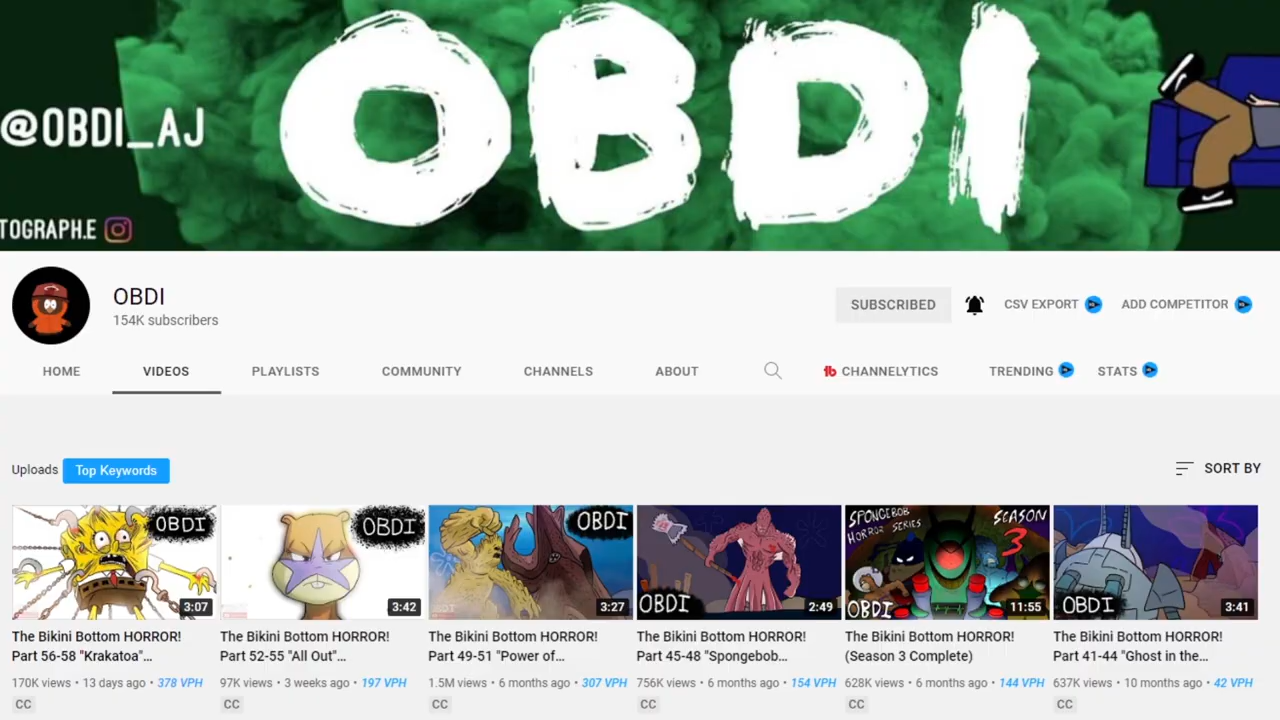 OBDI
@OBDI_AJ
TOGRAPH.E
OBDI
154K subscribers
SUBSCRIBED
CSV EXPORT
ADD COMPETITOR
HOME
VIDEOS
PLAYLISTS
COMMUNITY
CHANNELS
ABOUT
tb CHANNELYTICS
TRENDING
STATS
Uploads
Top Keywords
SORT BY
OBDI
3:07
OBDI
3:42
OBDI
3:27
OBDI
2:49
SPONGEBOB
HORROR SERIES
SEASON
3
OBDI
11:55
OBDI
3:41
The Bikini Bottom HORROR!
Part 56-58 "Krakatoa"...
170K views • 13 days ago • 378 VPH
CC
The Bikini Bottom HORROR!
Part 52-55 "All Out"...
97K views • 3 weeks ago • 197 VPH
CC
The Bikini Bottom HORROR!
Part 49-51 "Power of...
1.5M views • 6 months ago • 307 VPH
CC
The Bikini Bottom HORROR!
Part 45-48 "Spongebob...
756K views • 6 months ago • 154 VPH
CC
The Bikini Bottom HORROR!
(Season 3 Complete)
628K views • 6 months ago • 144 VPH
CC
The Bikini Bottom HORROR!
Part 41-44 "Ghost in the...
637K views • 10 months ago • 42 VPH
CC